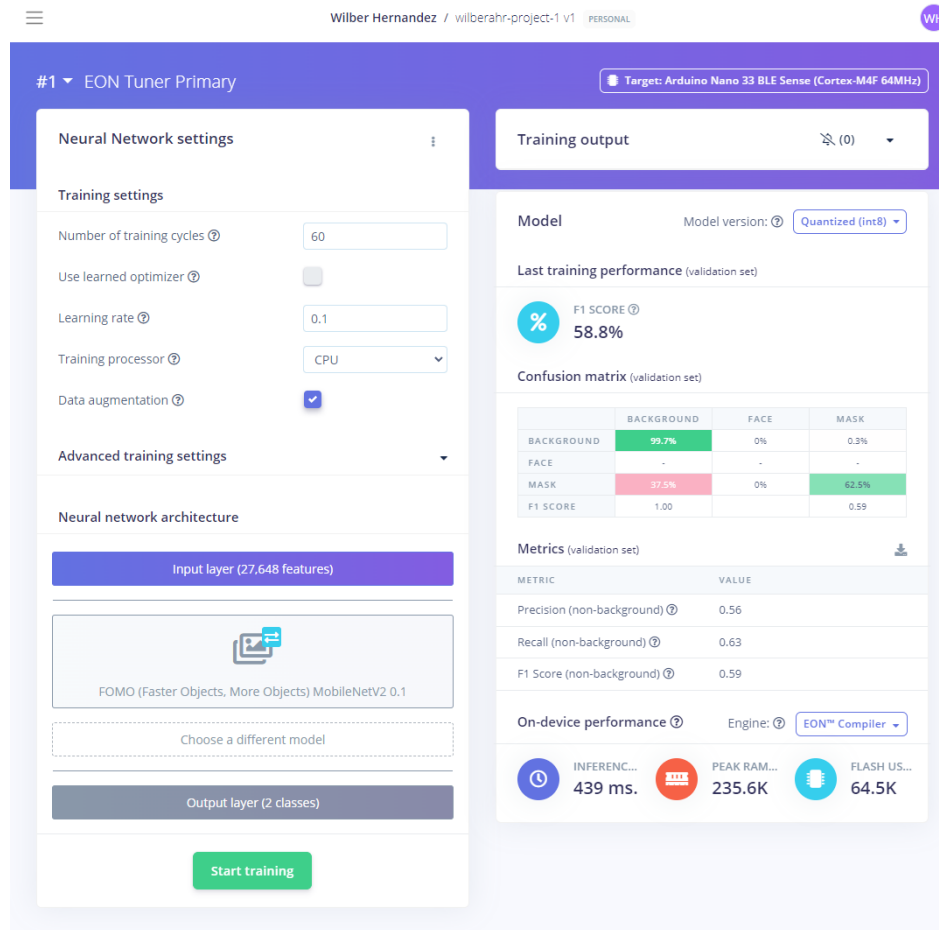 Wilber Hernandez / wilberahr-project-1 v1 PERSONAL
WH
#1 EON Tuner Primary
Target: Arduino Nano 33 BLE Sense (Cortex-M4F 64MHz)
Neural Network settings
Training settings
Number of training cycles 60
Use learned optimizer
Learning rate 0.1
Training processor CPU
Data augmentation
Advanced training settings
Neural network architecture
Input layer (27,648 features)
FOMO (Faster Objects, More Objects) MobileNetV2 0.1
Choose a different model
Output layer (2 classes)
Start training
Training output (0)
Model Model version: Quantized (int8)
Last training performance (validation set)
%
F1 SCORE
58.8%
Confusion matrix (validation set)
BACKGROUND FACE MASK
BACKGROUND 99.7% 0% 0.3%
FACE - - -
MASK 37.5% 0% 62.5%
F1 SCORE 1.00 0.59
Metrics (validation set)
METRIC VALUE
Precision (non-background) 0.56
Recall (non-background) 0.63
F1 Score (non-background) 0.59
On-device performance Engine: EON™ Compiler
INFERENC... PEAK RAM... FLASH US...
439 ms. 235.6K 64.5K